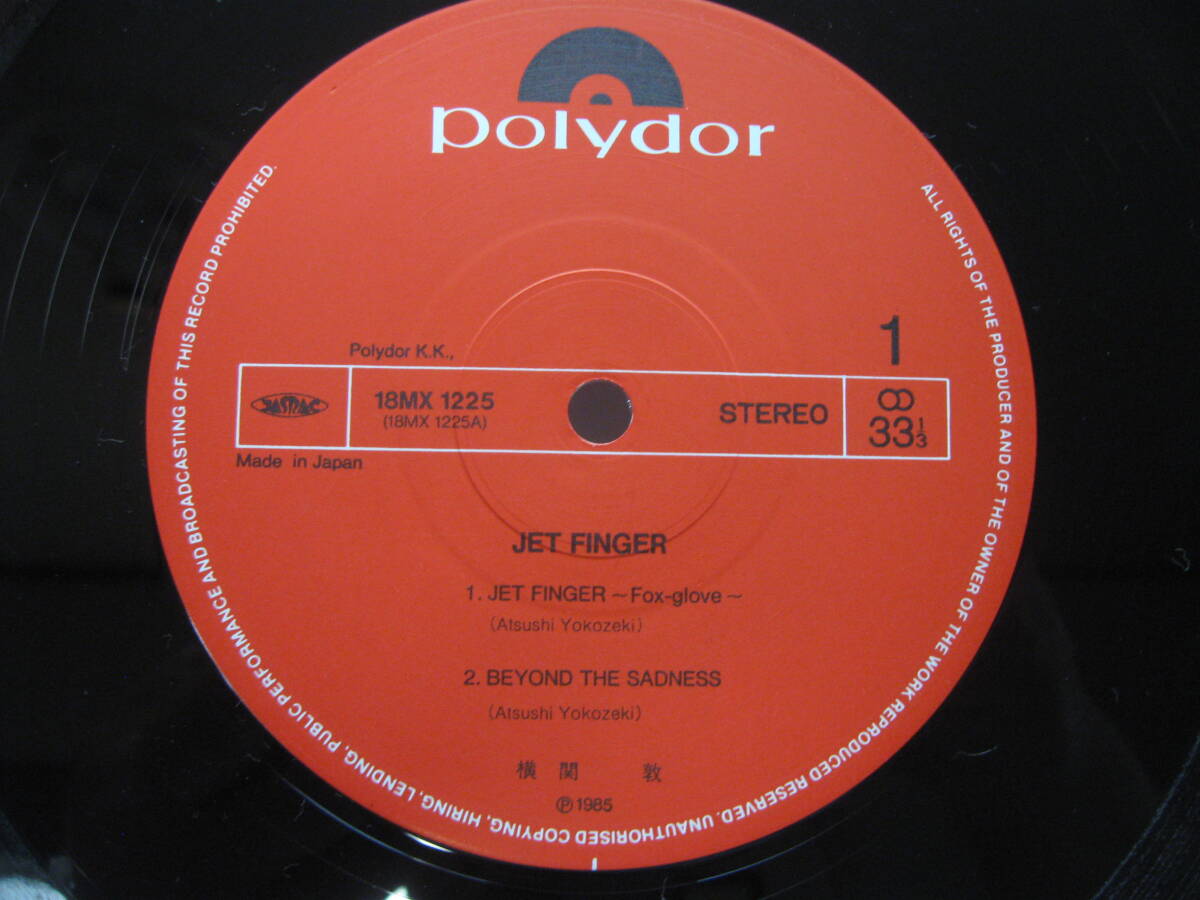 polydor
ALL RIGHTS OF THE PRODUCER AND OF THE OWNER OF THE WORK REPRODUCED RESERVED. UNAUTHORISED COPYING, HIRING, LENDING, PUBLIC PERFORMANCE AND BROADCASTING OF THIS RECORD PROHIBITED.
1
Polydor K.K.,
JASRAC
18MX 1225
(18MX 1225A)
STEREO
33⅓
Made in Japan
JET FINGER
1. JET FINGER ~Fox-glove~
(Atsushi Yokozeki)
2. BEYOND THE SADNESS
(Atsushi Yokozeki)
横関 敦
Ⓟ1985